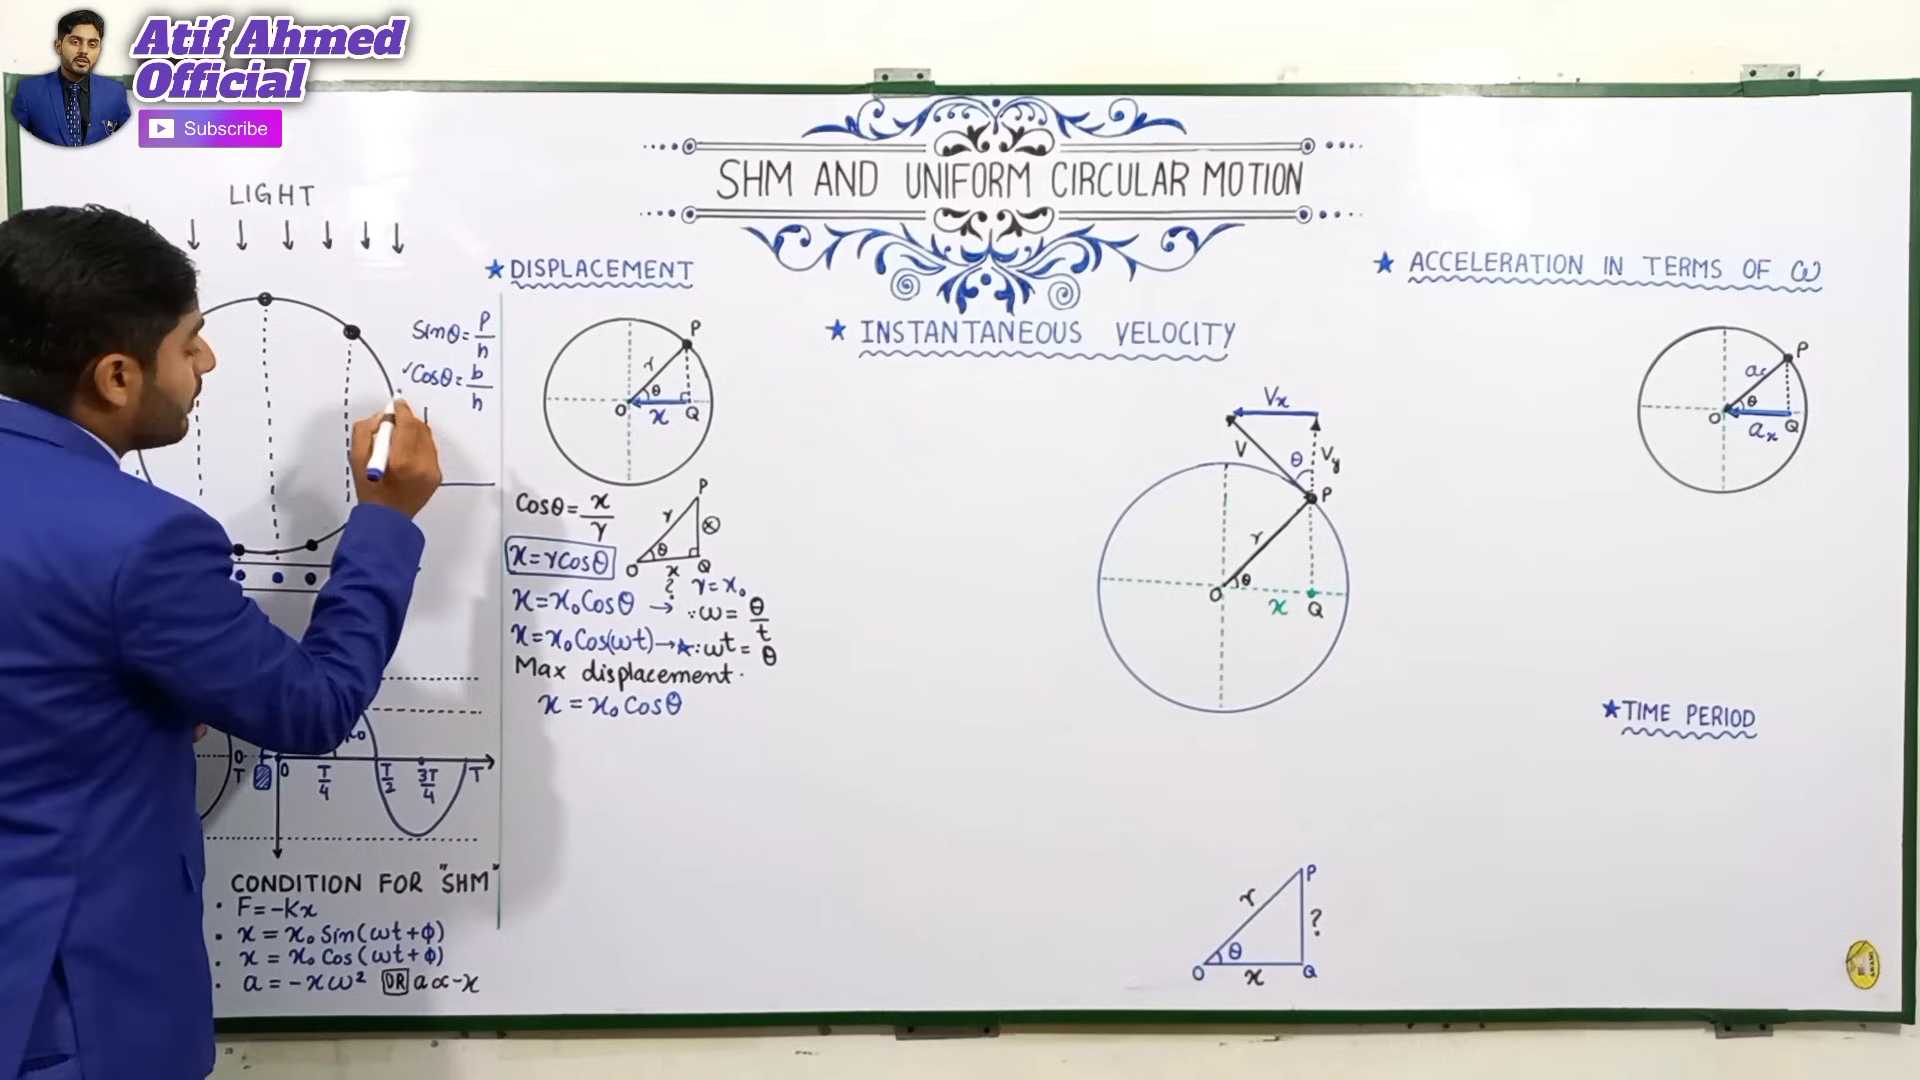 Atif Ahmed
Official
Subscribe
SHM AND UNIFORM CIRCULAR MOTION
LIGHT
Sinθ = P/h
✓Cosθ = b/h
O
T
O
T/4
T/2
3T/4
T
CONDITION FOR "SHM"
• F = -Kx
• x = x₀ Sin(ωt+ϕ)
• x = x₀ Cos(ωt+ϕ)
• a = -xω² OR a ∝ -x
★ DISPLACEMENT
P
r
θ
O
x
Q
Cosθ = x/r
P
r
θ
O
x
Q
?
x = rcosθ
r = x₀
x = x₀Cosθ → ∵ω = θ/t
x = x₀Cos(ωt) → ★∵ωt = θ
Max displacement.
x = x₀ Cosθ
★ INSTANTANEOUS VELOCITY
Vx
V
θ
Vy
P
r
O
θ
x
Q
P
r
?
θ
O
x
Q
★ ACCELERATION IN TERMS OF ω
P
ac
θ
O
ax
Q
★TIME PERIOD